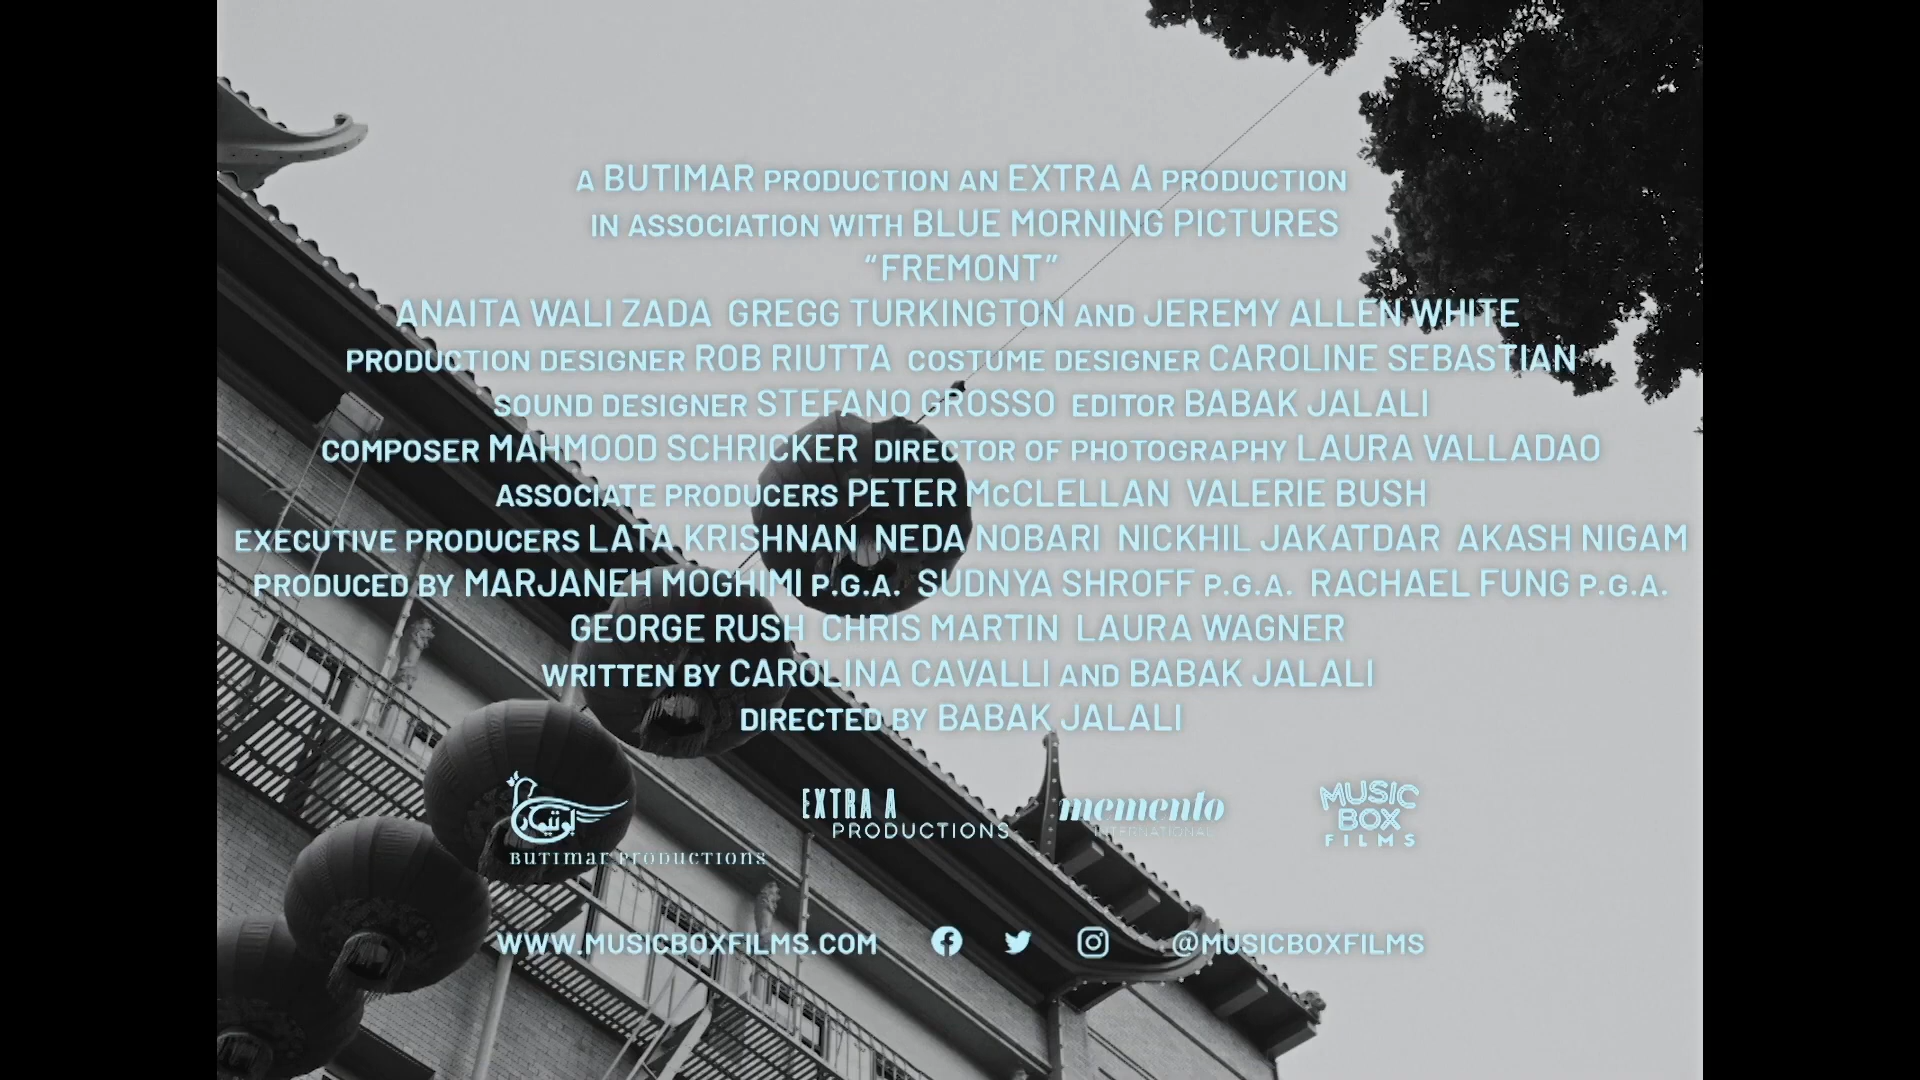 A BUTIMAR PRODUCTION AN EXTRA A PRODUCTION
IN ASSOCIATION WITH BLUE MORNING PICTURES
“FREMONT”
ANAITA WALI ZADA GREGG TURKINGTON AND JEREMY ALLEN WHITE
PRODUCTION DESIGNER ROB RIUTTA COSTUME DESIGNER CAROLINE SEBASTIAN
SOUND DESIGNER STEFANO GROSSO EDITOR BABAK JALALI
COMPOSER MAHMOOD SCHRICKER DIRECTOR OF PHOTOGRAPHY LAURA VALLADAO
ASSOCIATE PRODUCERS PETER McCLELLAN VALERIE BUSH
EXECUTIVE PRODUCERS LATA KRISHNAN NEDA NOBARI NICKHIL JAKATDAR AKASH NIGAM
PRODUCED BY MARJANEH MOGHIMI P.G.A. SUDNYA SHROFF P.G.A. RACHAEL FUNG P.G.A.
GEORGE RUSH CHRIS MARTIN LAURA WAGNER
WRITTEN BY CAROLINA CAVALLI AND BABAK JALALI
DIRECTED BY BABAK JALALI
بوتیمار
BUTIMAR PRODUCTIONS
EXTRA A
PRODUCTIONS
memento
INTERNATIONAL
MUSIC
BOX
FILMS
WWW.MUSICBOXFILMS.COM @MUSICBOXFILMS